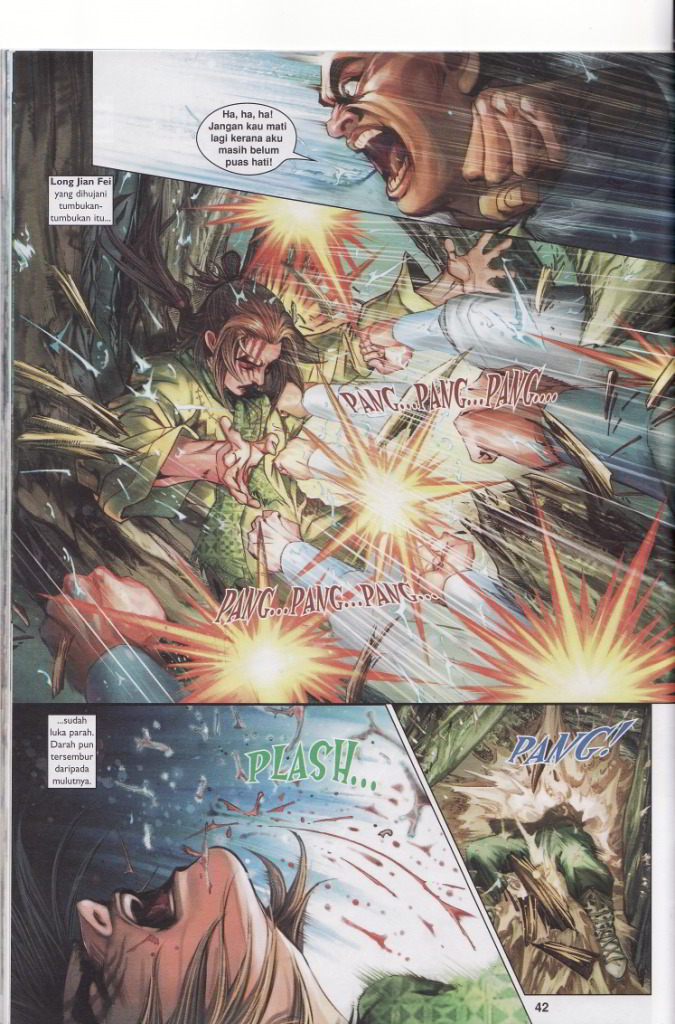 Ha, ha, ha!
Jangan kau mati
lagi kerana aku
masih belum
puas hati!
Long Jian Fei
yang dihujani
tumbukan-
tumbukan itu...
PANG...PANG...PANG....
PANG...PANG...PANG...
...sudah
luka parah.
Darah pun
tersembur
daripada
mulutnya.
PLASH...
PANG!
42